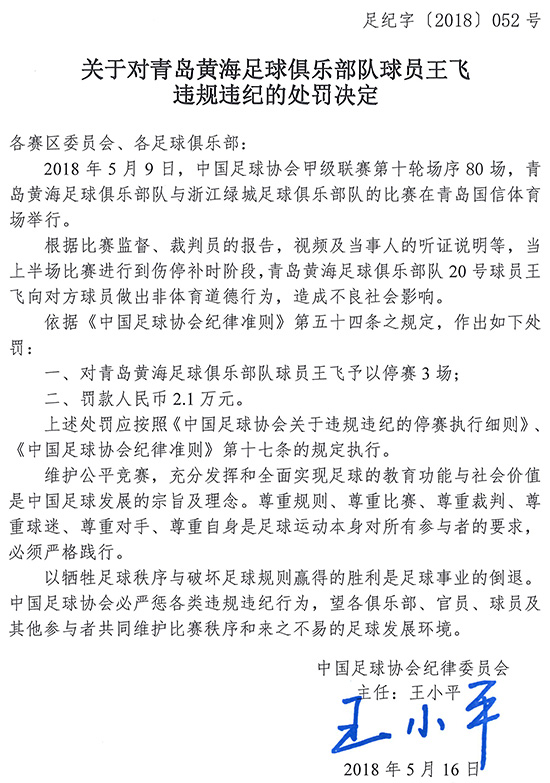 足纪字〔2018〕052号
关于对青岛黄海足球俱乐部队球员王飞
违规违纪的处罚决定
各赛区委员会、各足球俱乐部：
2018年5月9日，中国足球协会甲级联赛第十轮场序80场，青
岛黄海足球俱乐部队与浙江绿城足球俱乐部队的比赛在青岛国信体育
场举行。
根据比赛监督、裁判员的报告，视频及当事人的听证说明等，当
上半场比赛进行到伤停补时阶段，青岛黄海足球俱乐部队20号球员王
飞向对方球员做出非体育道德行为，造成不良社会影响。
依据《中国足球协会纪律准则》第五十四条之规定，作出如下处
罚：
一、对青岛黄海足球俱乐部队球员王飞予以停赛3场；
二、罚款人民币2.1万元。
上述处罚应按照《中国足球协会关于违规违纪的停赛执行细则》、
《中国足球协会纪律准则》第十七条的规定执行。
维护公平竞赛，充分发挥和全面实现足球的教育功能与社会价值
是中国足球发展的宗旨及理念。尊重规则、尊重比赛、尊重裁判、尊
重球迷、尊重对手、尊重自身是足球运动本身对所有参与者的要求，
必须严格践行。
以牺牲足球秩序与破坏足球规则赢得的胜利是足球事业的倒退。
中国足球协会必严惩各类违规违纪行为，望各俱乐部、官员、球员及
其他参与者共同维护比赛秩序和来之不易的足球发展环境。
中国足球协会纪律委员会
主任：王小平
王小平
2018年5月16日